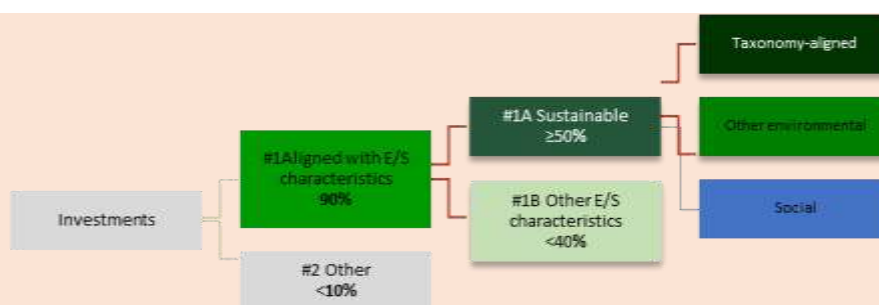 Investments
#1Aligned with E/S
characteristics
90%
#2 Other
<10%
#1A Sustainable
≥50%
#1B Other E/S
characteristics
<40%
Taxonomy-aligned
Other environmental
Social